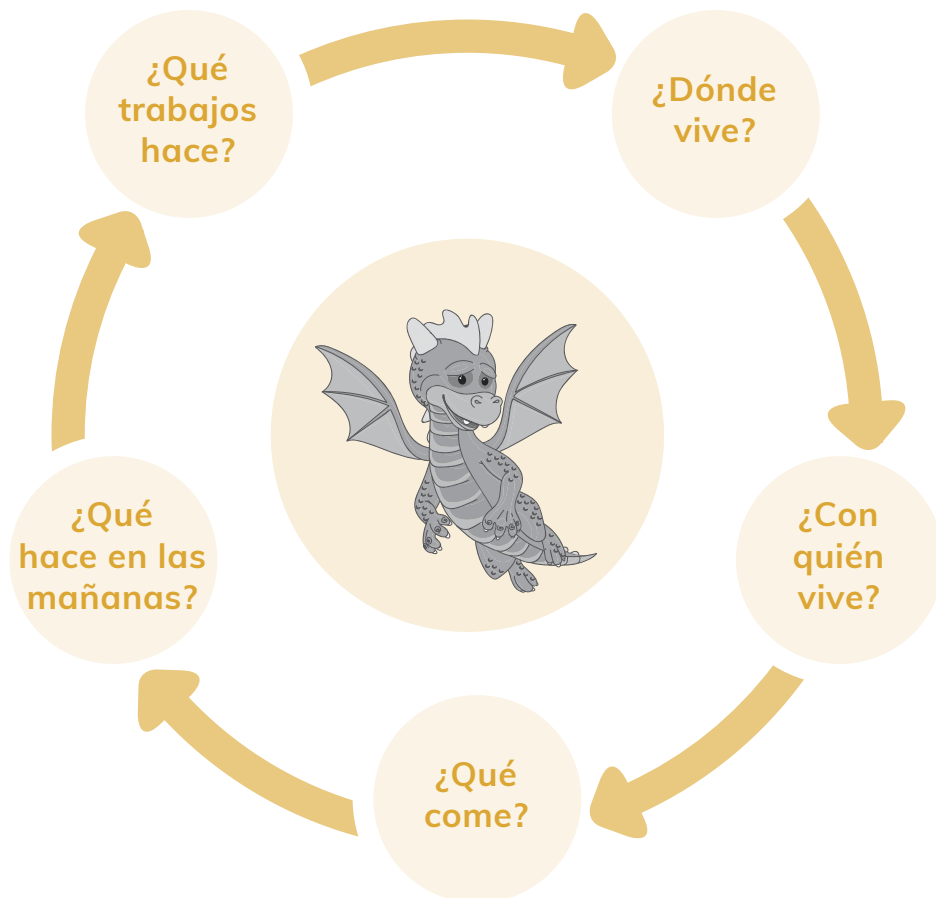 ¿Qué
trabajos
hace?
¿Dónde
vive?
¿Con
quién
vive?
¿Qué
come?
¿Qué
hace en las
mañanas?